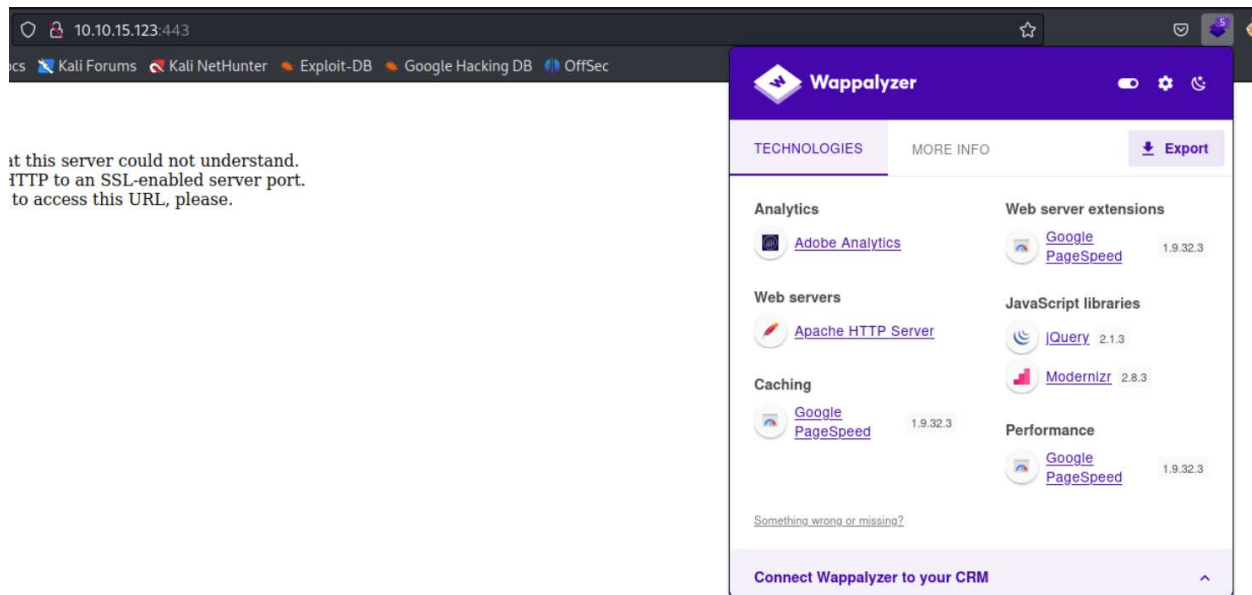 10.10.15.123:443
5
ocs Kali Forums Kali NetHunter Exploit-DB Google Hacking DB OffSec
at this server could not understand.
HTTP to an SSL-enabled server port.
to access this URL, please.
Wappalyzer
TECHNOLOGIES MORE INFO Export
Analytics
Adobe Analytics
Web servers
Apache HTTP Server
Caching
Google
PageSpeed 1.9.32.3
Web server extensions
Google
PageSpeed 1.9.32.3
JavaScript libraries
jQuery 2.1.3
Modernizr 2.8.3
Performance
Google
PageSpeed 1.9.32.3
Something wrong or missing?
Connect Wappalyzer to your CRM